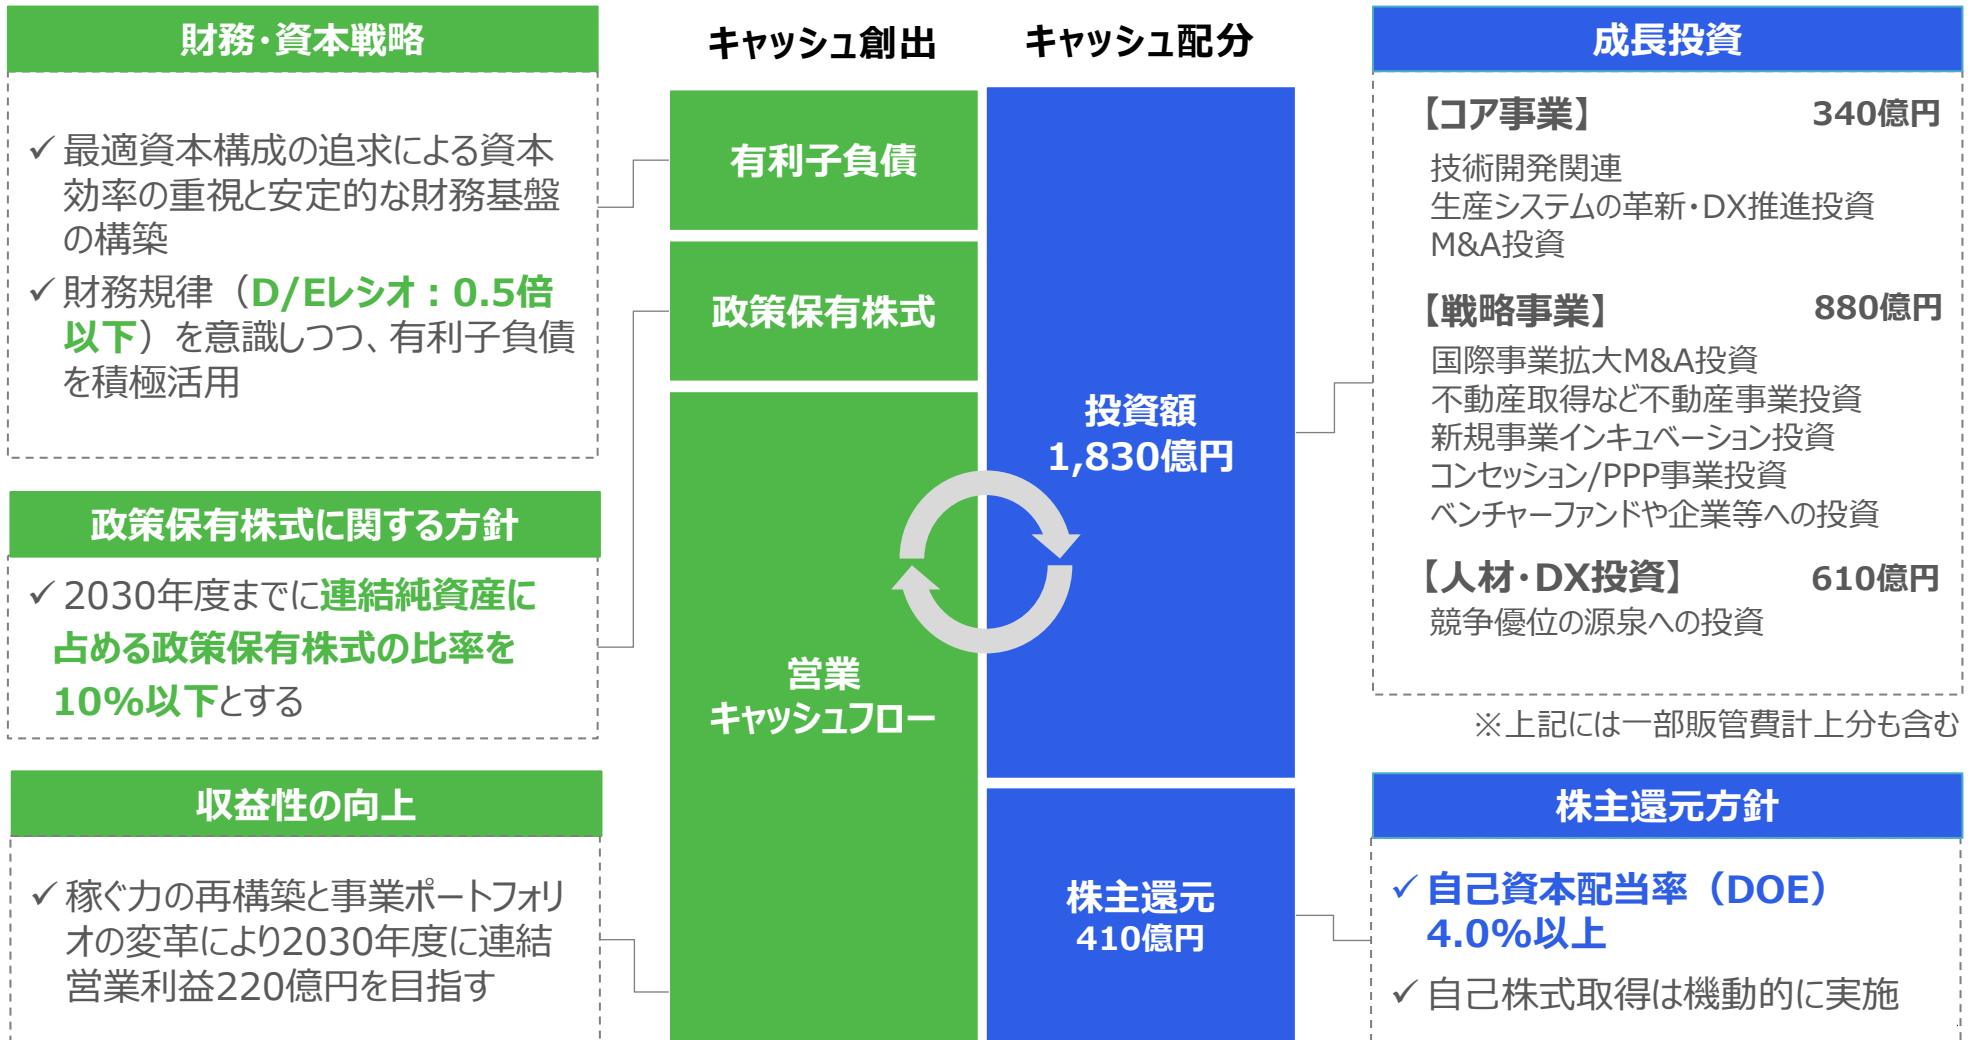 財務・資本戦略
✓最適資本構成の追求による資本
効率の重視と安定的な財務基盤
の構築
✓財務規律（D/Eレシオ：0.5倍
以下）を意識しつつ、有利子負債
を積極活用
政策保有株式に関する方針
✓2030年度までに連結純資産に
占める政策保有株式の比率を
10%以下とする
収益性の向上
✓稼ぐ力の再構築と事業ポートフォリ
オの変革により2030年度に連結
営業利益220億円を目指す
キャッシュ創出
有利子負債
政策保有株式
営業
キャッシュフロー
キャッシュ配分
投資額
1,830億円
株主還元
410億円
成長投資
【コア事業】 340億円
技術開発関連
生産システムの革新・DX推進投資
M&A投資
【戦略事業】 880億円
国際事業拡大M&A投資
不動産取得など不動産事業投資
新規事業インキュベーション投資
コンセッション/PPP事業投資
ベンチャーファンドや企業等への投資
【人材・DX投資】 610億円
競争優位の源泉への投資
※上記には一部販管費計上分も含む
株主還元方針
✓自己資本配当率（DOE）
4.0%以上
✓自己株式取得は機動的に実施